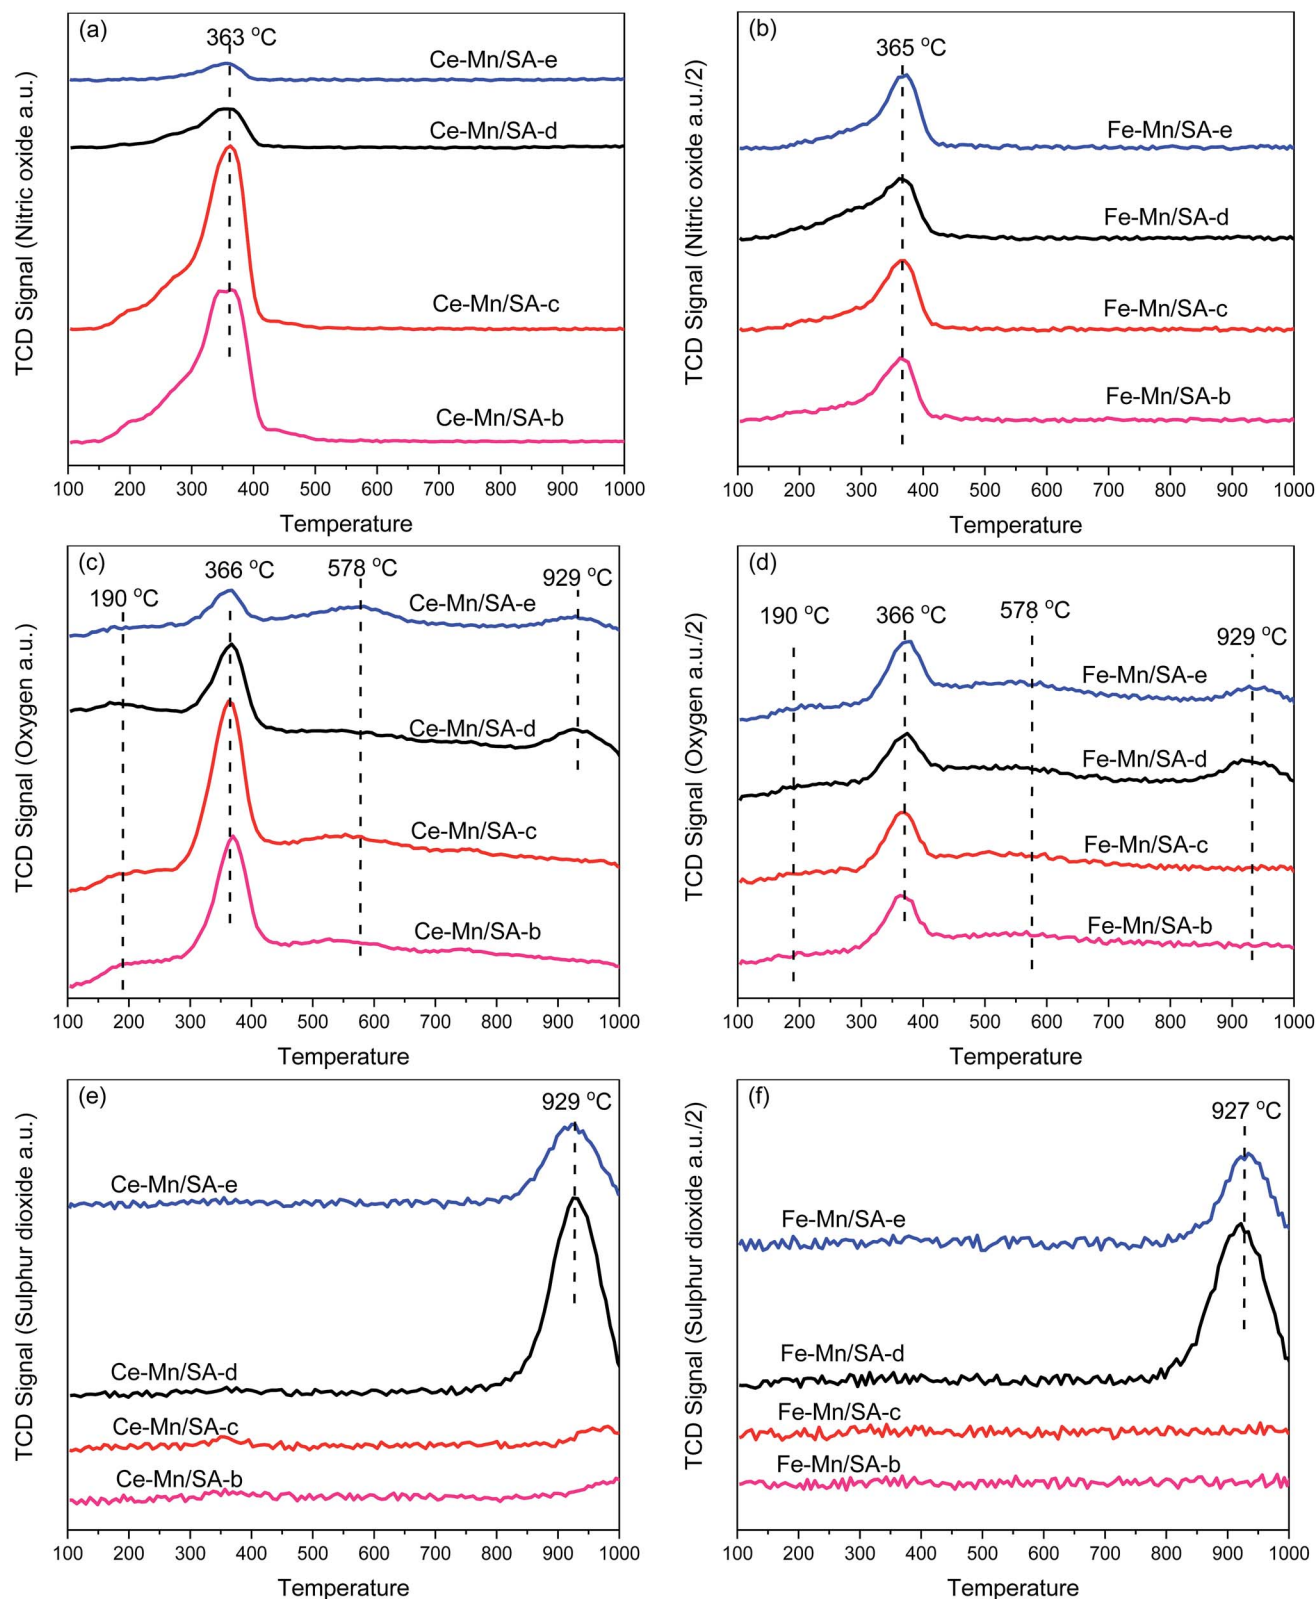 (a)
363 °C
Ce-Mn/SA-e
Ce-Mn/SA-d
Ce-Mn/SA-c
Ce-Mn/SA-b
TCD Signal (Nitric oxide a.u.)
100 200 300 400 500 600 700 800 900 1000
Temperature
(b)
365 °C
Fe-Mn/SA-e
Fe-Mn/SA-d
Fe-Mn/SA-c
Fe-Mn/SA-b
TCD Signal (Nitric oxide a.u./2)
100 200 300 400 500 600 700 800 900 1000
Temperature
(c)
190 °C
366 °C
578 °C
929 °C
Ce-Mn/SA-e
Ce-Mn/SA-d
Ce-Mn/SA-c
Ce-Mn/SA-b
TCD Signal (Oxygen a.u.)
100 200 300 400 500 600 700 800 900 1000
Temperature
(d)
190 °C
366 °C
578 °C
929 °C
Fe-Mn/SA-e
Fe-Mn/SA-d
Fe-Mn/SA-c
Fe-Mn/SA-b
TCD Signal (Oxygen a.u./2)
100 200 300 400 500 600 700 800 900 1000
Temperature
(e)
929 °C
Ce-Mn/SA-e
Ce-Mn/SA-d
Ce-Mn/SA-c
Ce-Mn/SA-b
TCD Signal (Sulphur dioxide a.u.)
100 200 300 400 500 600 700 800 900 1000
Temperature
(f)
927 °C
Fe-Mn/SA-e
Fe-Mn/SA-d
Fe-Mn/SA-c
Fe-Mn/SA-b
TCD Signal (Sulphur dioxide a.u./2)
100 200 300 400 500 600 700 800 900 1000
Temperature